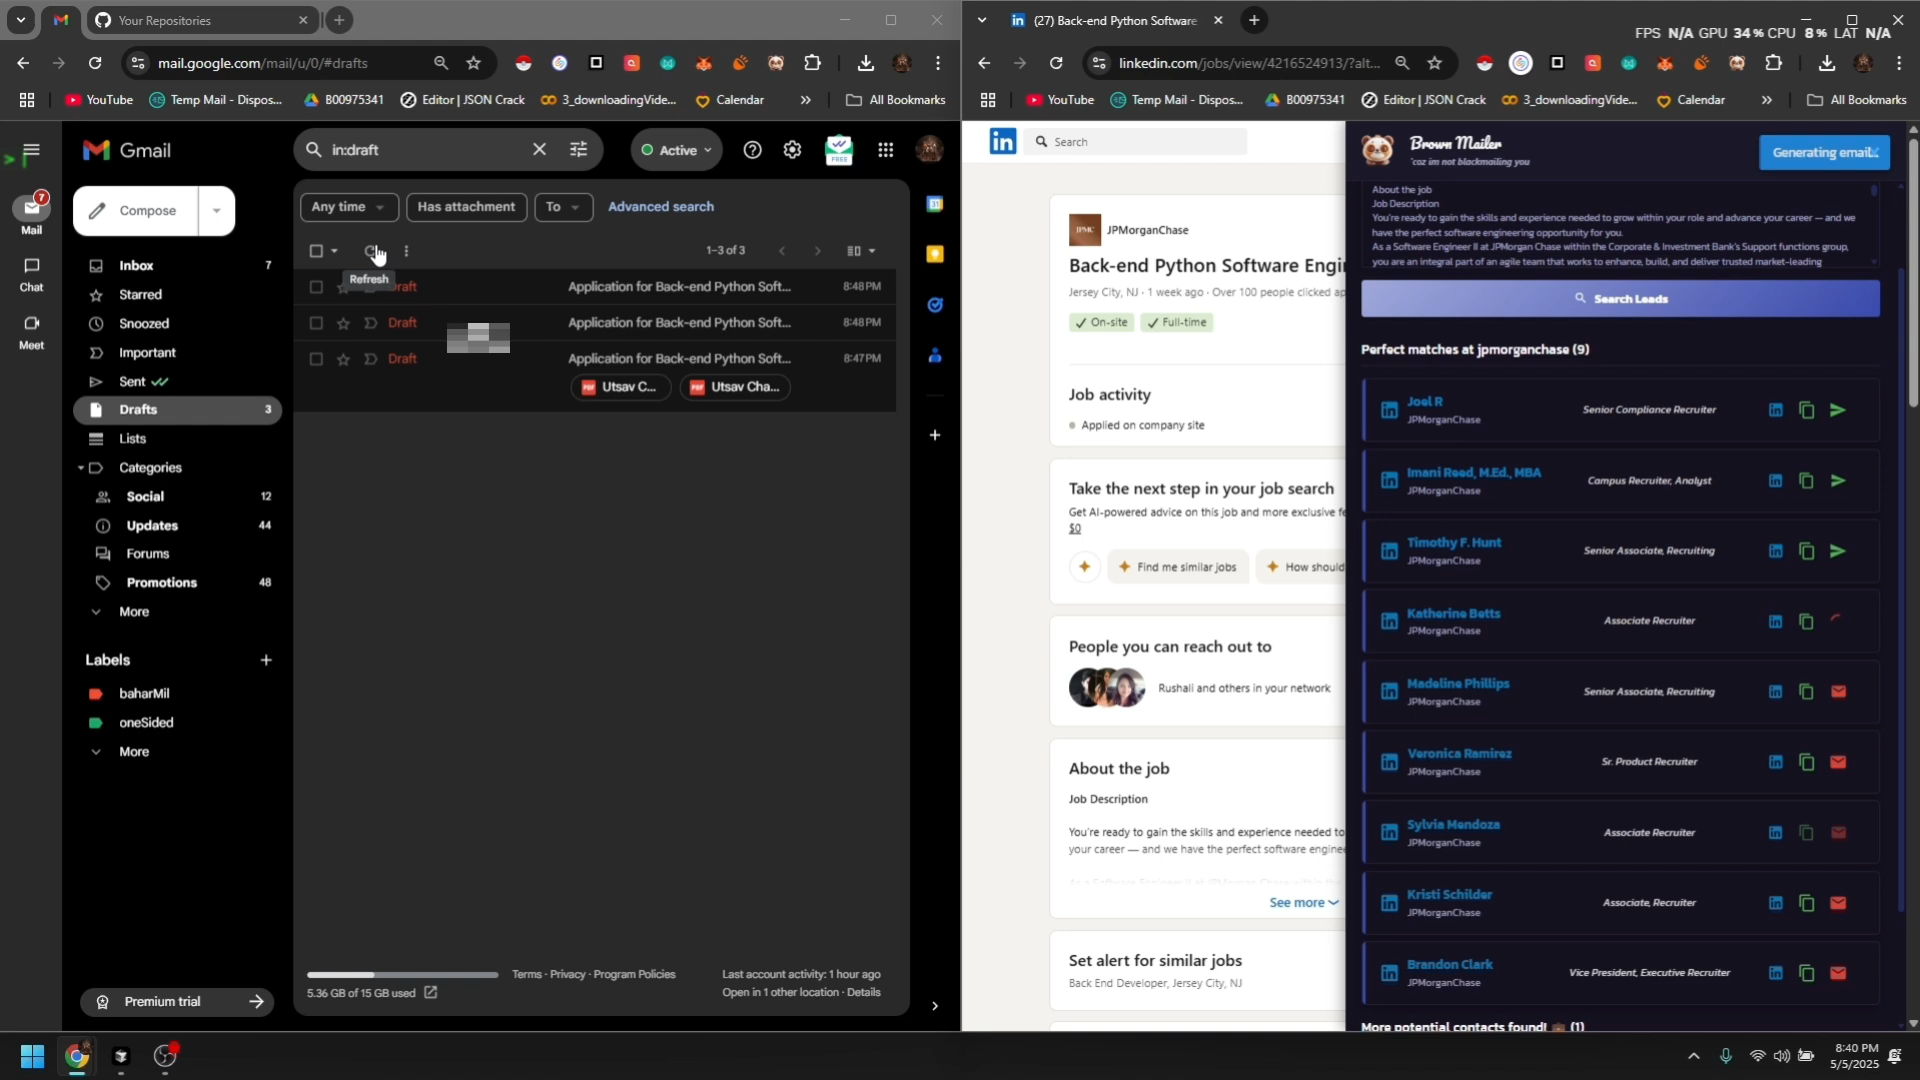 Your Repositories
mail.google.com/mail/u/0/#drafts
YouTube
Temp Mail - Dispos...
B00975341
Editor | JSON Crack
3_downloadingVide...
Calendar
»
All Bookmarks
Gmail
in:draft
Active
FREE
7
Mail
Chat
Meet
Compose
Inbox 7
Starred
Snoozed
Important
Sent
Drafts 3
Lists
Categories
Social 12
Updates 44
Forums
Promotions 48
More
Labels
baharMil
oneSided
More
Premium trial
Any time
Has attachment
To
Advanced search
1–3 of 3
Refresh
raft Application for Back-end Python Soft... 8:48 PM
Draft Application for Back-end Python Soft... 8:48 PM
Draft Application for Back-end Python Soft... 8:47 PM
PDF Utsav C...
PDF Utsav Cha...
5.36 GB of 15 GB used
Terms · Privacy · Program Policies
Last account activity: 1 hour ago
Open in 1 other location · Details
(27) Back-end Python Software
FPS N/A GPU 34 % CPU 8 % LAT N/A
linkedin.com/jobs/view/4216524913/?alt...
YouTube
Temp Mail - Dispos...
B00975341
Editor | JSON Crack
3_downloadingVide...
Calendar
»
All Bookmarks
in
Search
JPMC
JPMorganChase
Back-end Python Software Engi
Jersey City, NJ · 1 week ago · Over 100 people clicked ap
On-site
Full-time
Job activity
Applied on company site
Take the next step in your job search
Get AI-powered advice on this job and more exclusive fe
$0
Find me similar jobs
How should
People you can reach out to
Rushali and others in your network
About the job
Job Description
You're ready to gain the skills and experience needed to
your career — and we have the perfect software engine
See more
Set alert for similar jobs
Back End Developer, Jersey City, NJ
Brown Mailer
'coz im not blackmailing you
Generating email
About the job
Job Description
You're ready to gain the skills and experience needed to grow within your role and advance your career — and we
have the perfect software engineering opportunity for you.
As a Software Engineer II at JPMorgan Chase within the Corporate & Investment Bank's Support functions group,
you are an integral part of an agile team that works to enhance, build, and deliver trusted market-leading
Search Leads
Perfect matches at jpmorganchase (9)
Joel R
JPMorganChase
Senior Compliance Recruiter
Imani Reed, M.Ed., MBA
JPMorganChase
Campus Recruiter, Analyst
Timothy F. Hunt
JPMorganChase
Senior Associate, Recruiting
Katherine Betts
JPMorganChase
Associate Recruiter
Madeline Phillips
JPMorganChase
Senior Associate, Recruiting
Veronica Ramirez
JPMorganChase
Sr. Product Recruiter
Sylvia Mendoza
JPMorganChase
Associate Recruiter
Kristi Schilder
JPMorganChase
Associate, Recruiter
Brandon Clark
JPMorganChase
Vice President, Executive Recruiter
More potential contacts found! (1)
8:40 PM
5/5/2025